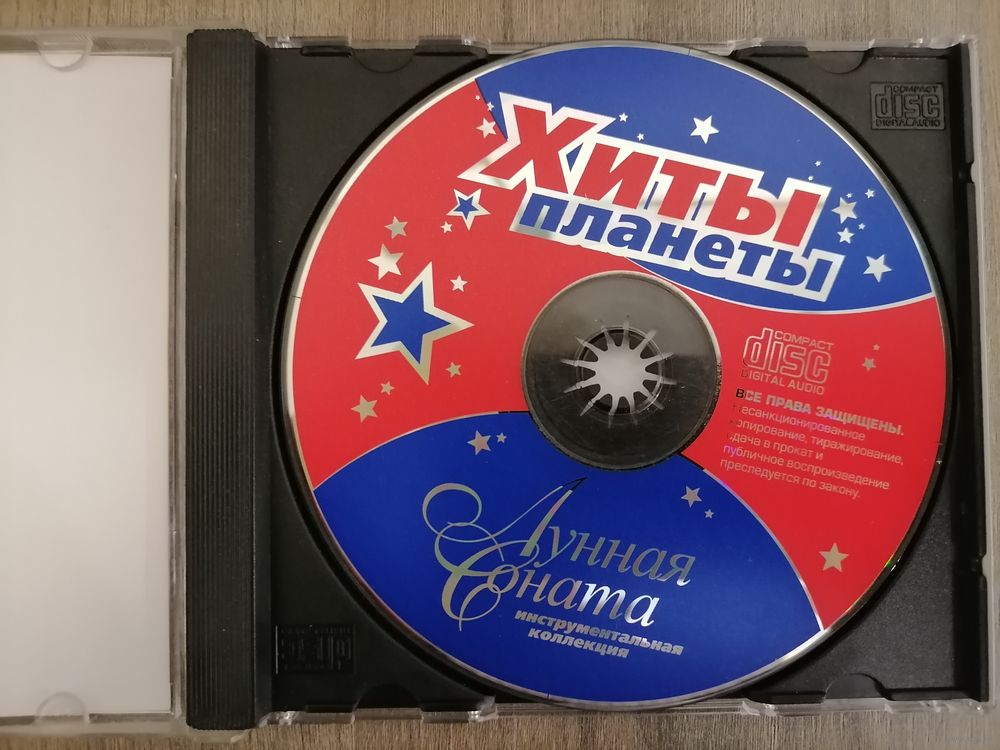 COMPACT
disc
DIGITAL AUDIO
Хиты
планеты
COMPACT
disc
DIGITAL AUDIO
ВСЕ ПРАВА ЗАЩИЩЕНЫ.
Несанкционированное
копирование, тиражирование,
сдача в прокат и
публичное воспроизведение
преследуется по закону.
Лунная
Соната
инструментальная
коллекция